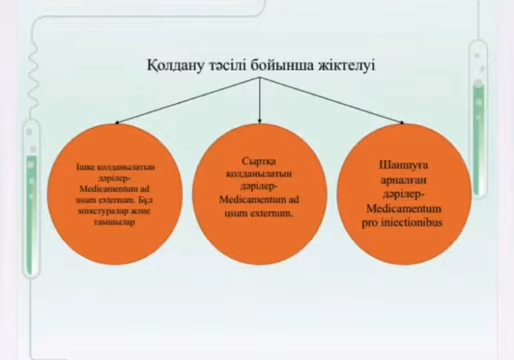 Қолдану тәсілі бойынша жіктелуі
Ішке қолданылатын
дәрілер-
Medicamentum ad
usum externum. Бұл
микстуралар және
тамшылар
Сыртқа
қолданылатын
дәрілер-
Medicamentum ad
usum externum.
Шаншуға
арналған
дәрілер-
Medicamentum
pro iniectionibus